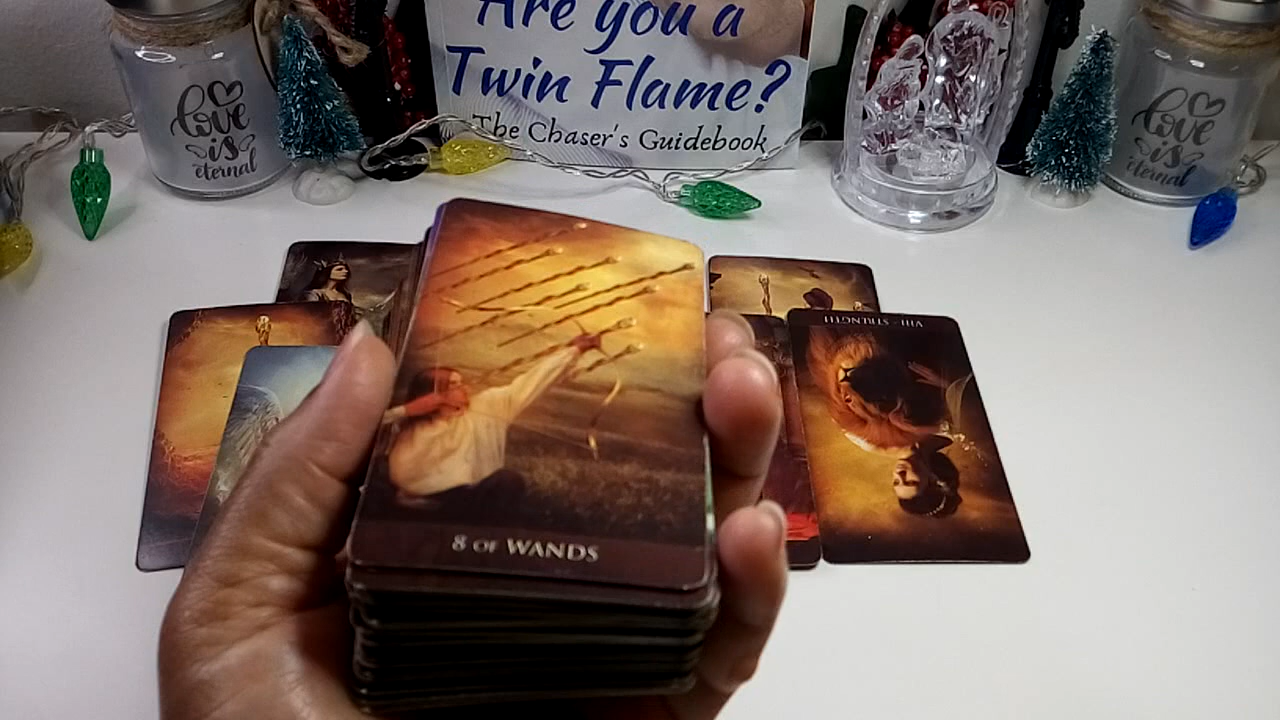 Are you a
Twin Flame?
The Chaser's Guidebook
love
is
eternal
love
is
eternal
8 OF WANDS
VIII - STRENGTH